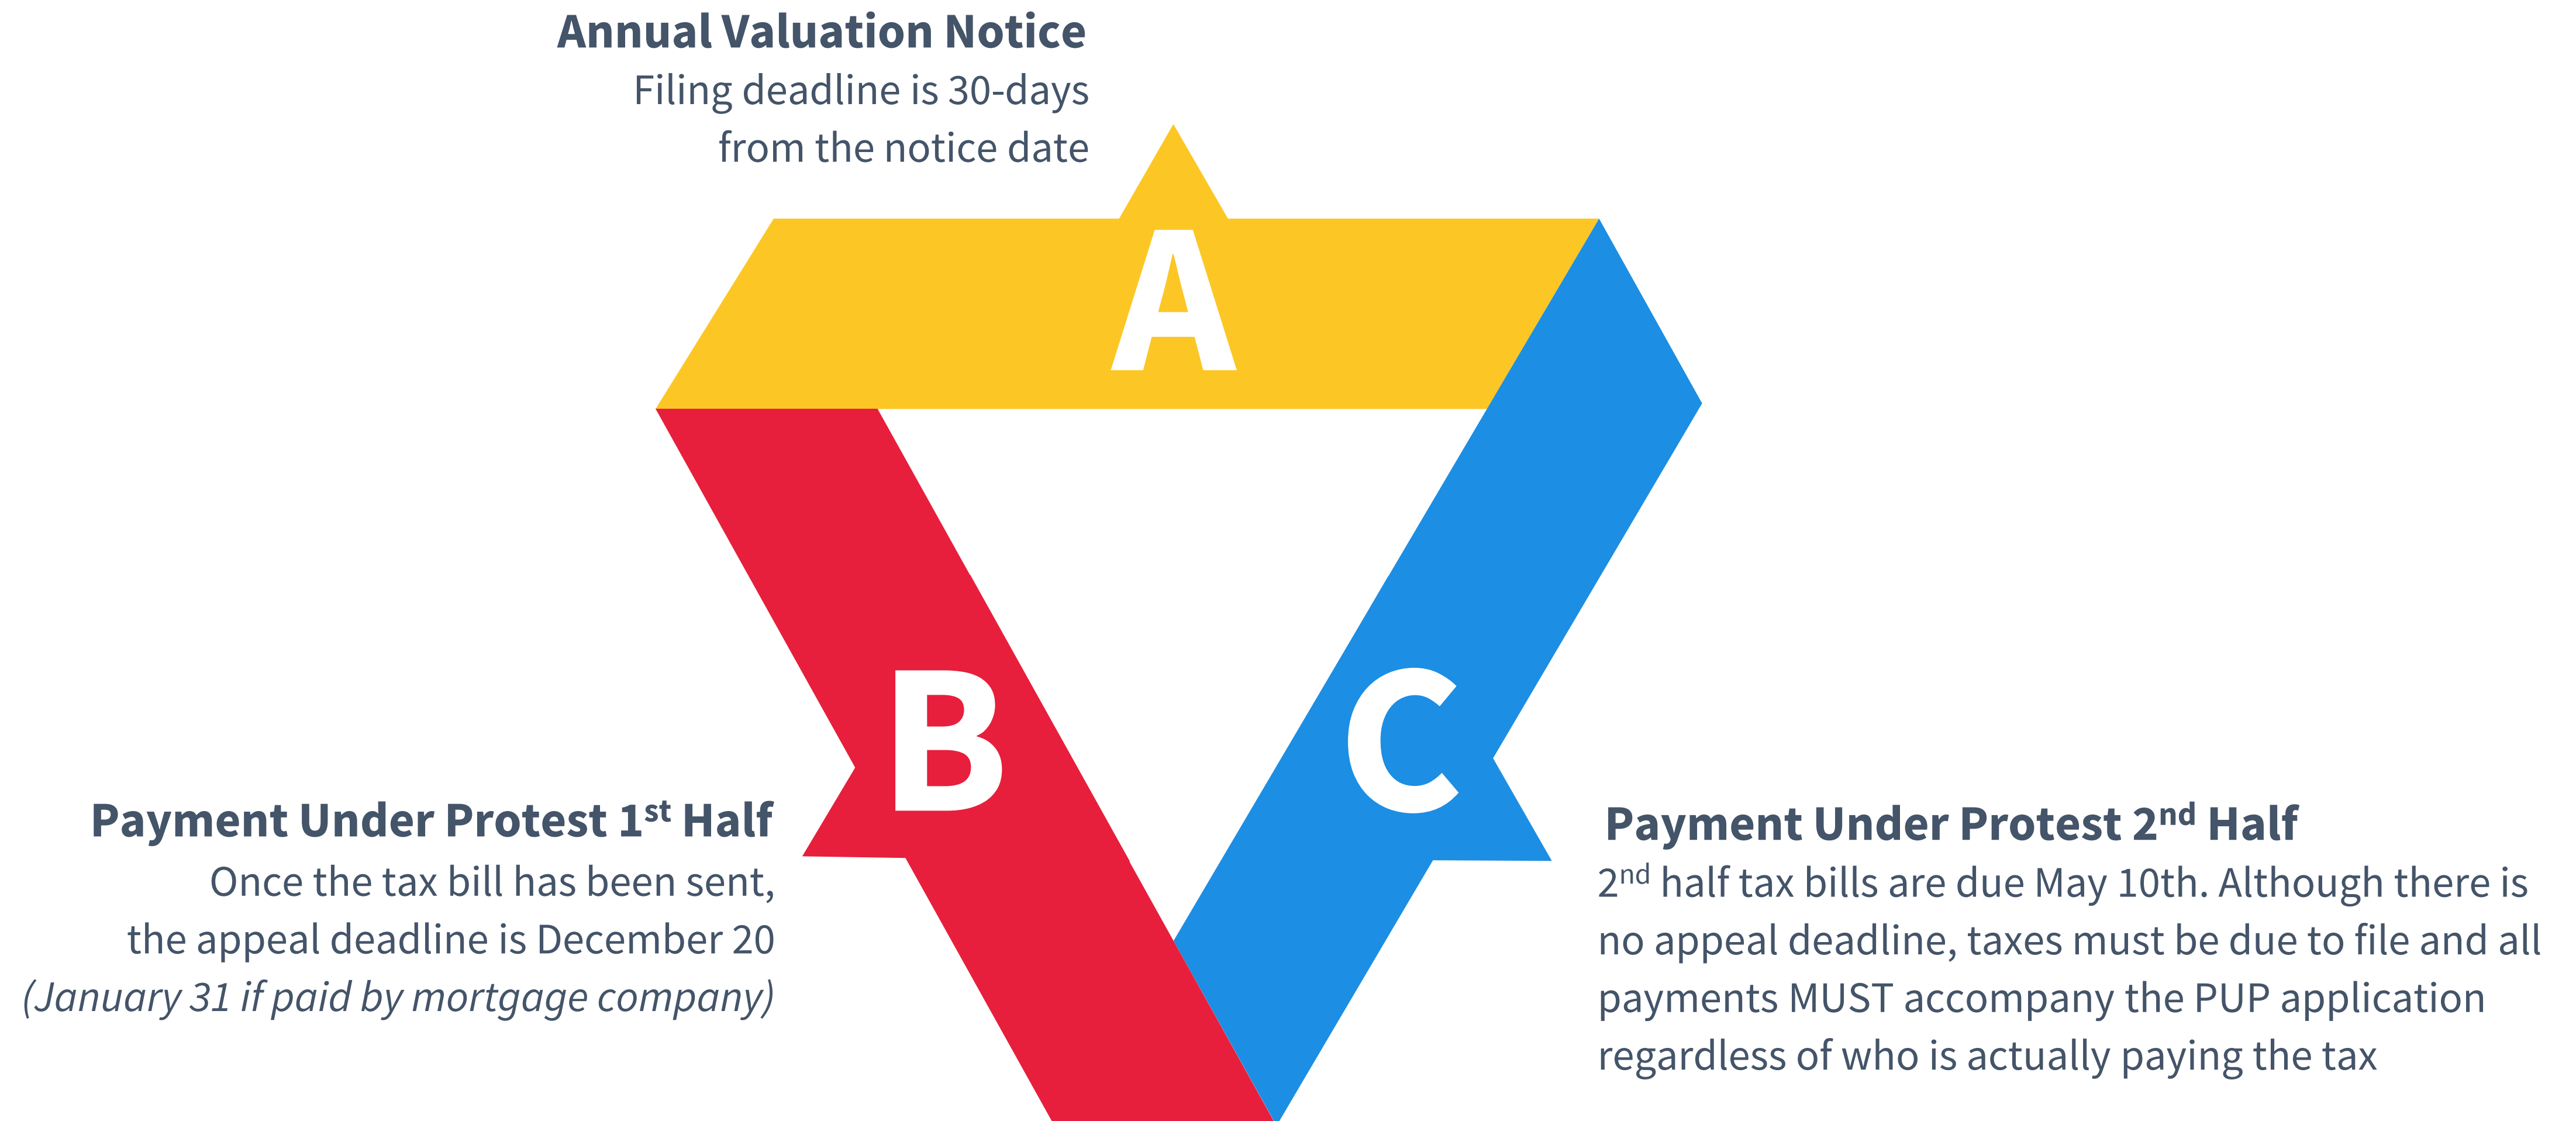 Annual Valuation Notice
Filing deadline is 30-days
from the notice date
A
B
C
Payment Under Protest 1st Half
Once the tax bill has been sent,
the appeal deadline is December 20
(January 31 if paid by mortgage company)
Payment Under Protest 2nd Half
2nd half tax bills are due May 10th. Although there is
no appeal deadline, taxes must be due to file and all
payments MUST accompany the PUP application
regardless of who is actually paying the tax